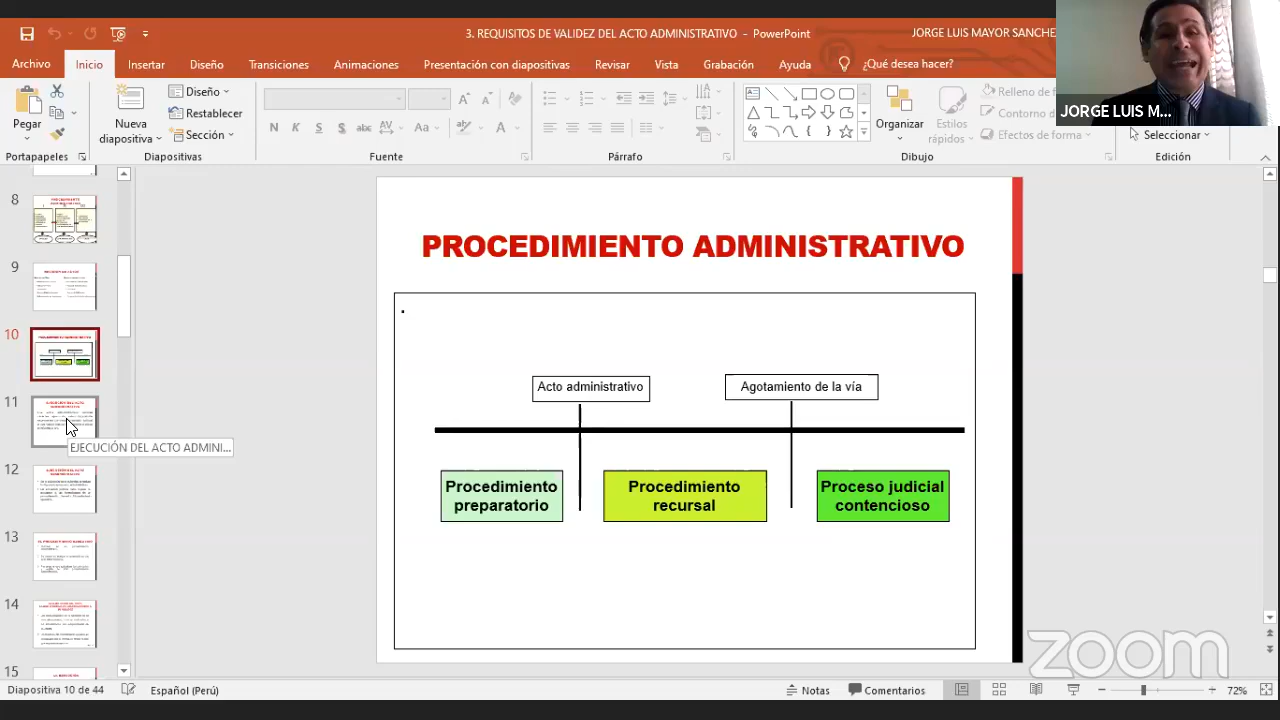 3. REQUISITOS DE VALIDEZ DEL ACTO ADMINISTRATIVO - PowerPoint
JORGE LUIS MAYOR SANCHE
Archivo Inicio Insertar Diseño Transiciones Animaciones Presentación con diapositivas Revisar Vista Grabación Ayuda ¿Qué desea hacer?
JORGE LUIS M...
Pegar
Nueva
diapositiva
Diseño
Restablecer
Sección
N K S S abc AV Aa A
Organizar
Estilos
rápidos
Relleno de
Contorno d
Efectos de forma
Seleccionar
Portapapeles Diapositivas Fuente Párrafo Dibujo Edición
8
9
10
11
EJECUCIÓN DEL ACTO ADMINI...
12
13
14
15
PROCEDIMIENTO ADMINISTRATIVO
Acto administrativo
Agotamiento de la vía
Procedimiento
preparatorio
Procedimiento
recursal
Proceso judicial
contencioso
zoom
Diapositiva 10 de 44 Español (Perú) Notas Comentarios 72%